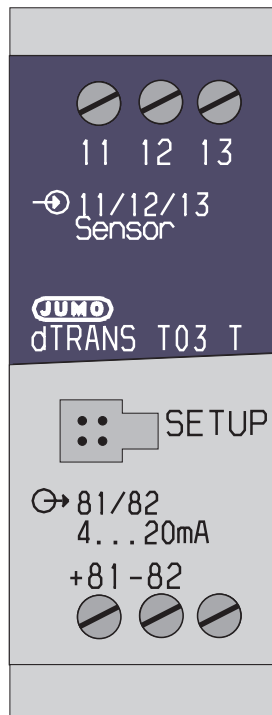 11 12 13
11/12/13
Sensor
JUMO
dTRANS T03 T
SETUP
81/82
4...20mA
+81-82